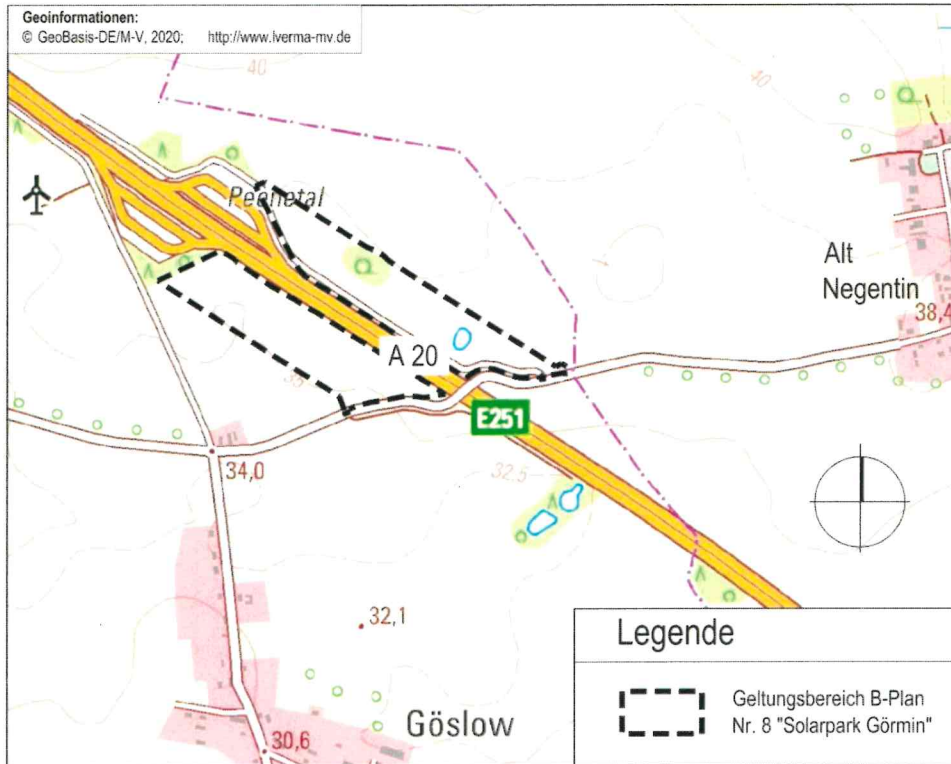 Geoinformationen:
© GeoBasis-DE/M-V, 2020; http://www.lverma-mv.de
40
40
Peenetal
Alt
Negentin
38,4
A 20
35
E251
34,0
32,5
32,1
Legende
Geltungsbereich B-Plan
Nr. 8 "Solarpark Görmin"
Göslow
30,6